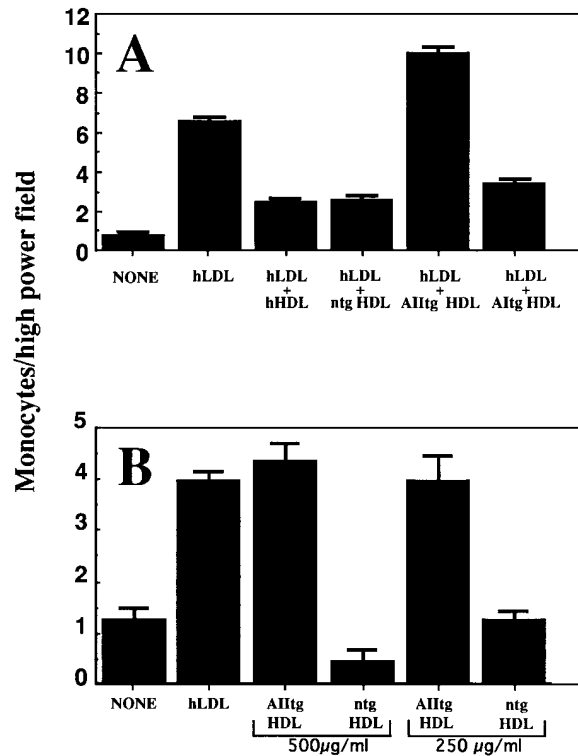 Monocytes/high power field
A
12
10
8
6
4
2
0
NONE
hLDL
hLDL
+
hHDL
hLDL
+
ntg HDL
hLDL
+
AIItg HDL
hLDL
+
AItg HDL
B
5
4
3
2
1
0
NONE
hLDL
AIItg
HDL
ntg
HDL
AIItg
HDL
ntg
HDL
500µg/ml
250 µg/ml